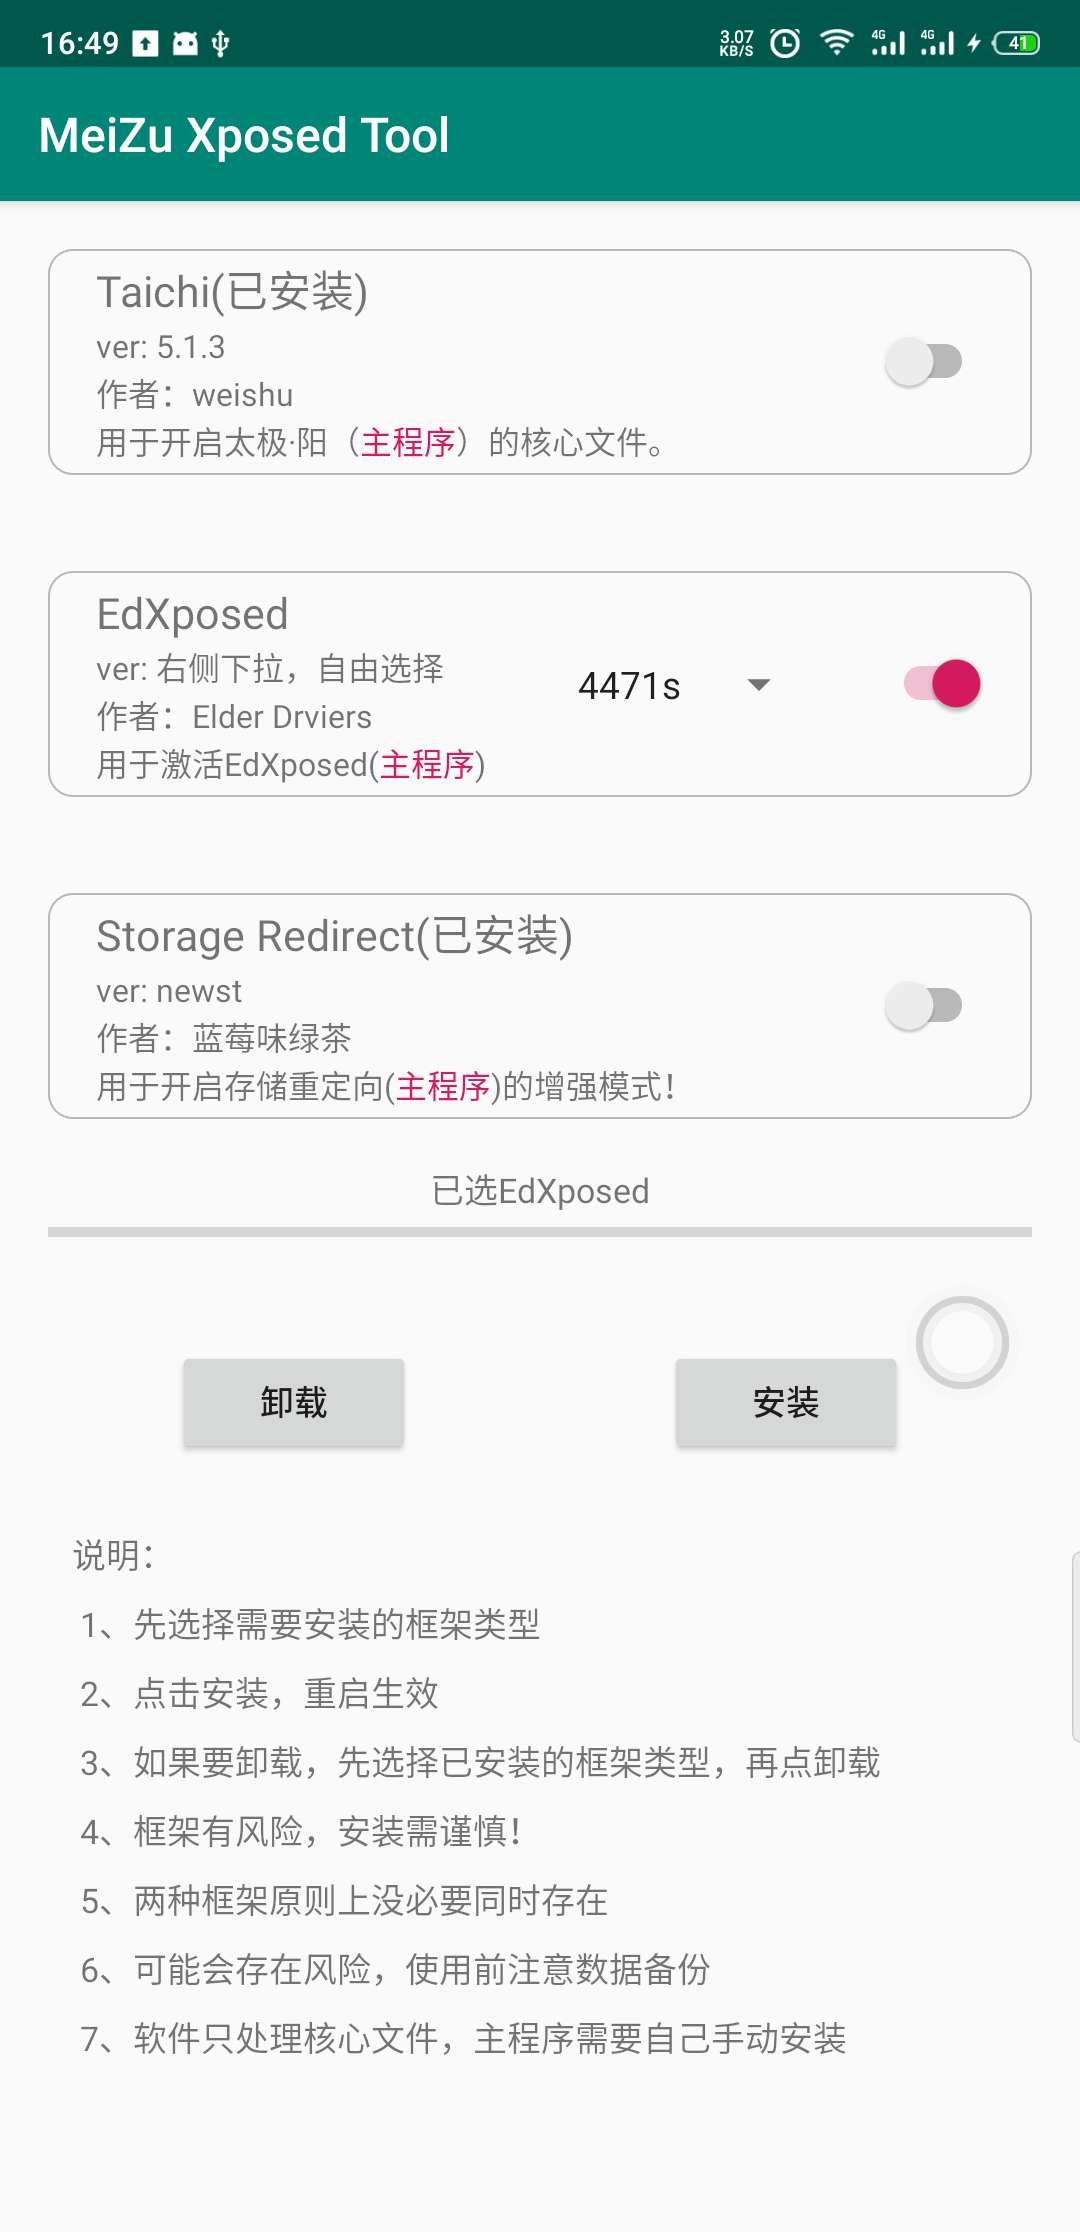 16:49 3.07 KB/S 4G 4G 41
MeiZu Xposed Tool
Taichi(已安装)
ver: 5.1.3
作者：weishu
用于开启太极·阳（主程序）的核心文件。
EdXposed
ver: 右侧下拉，自由选择
4471s
作者：Elder Drviers
用于激活EdXposed(主程序)
Storage Redirect(已安装)
ver: newst
作者：蓝莓味绿茶
用于开启存储重定向(主程序)的增强模式！
已选EdXposed
卸载 安装
说明：
1、先选择需要安装的框架类型
2、点击安装，重启生效
3、如果要卸载，先选择已安装的框架类型，再点卸载
4、框架有风险，安装需谨慎！
5、两种框架原则上没必要同时存在
6、可能会存在风险，使用前注意数据备份
7、软件只处理核心文件，主程序需要自己手动安装